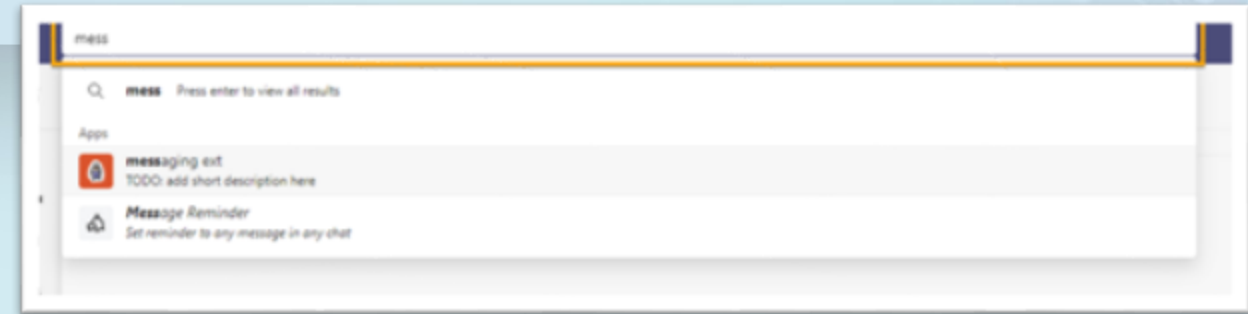 mess
mess Press enter to view all results
Apps
messaging ext
TODO: add short description here
Message Reminder
Set reminder to any message in any chat